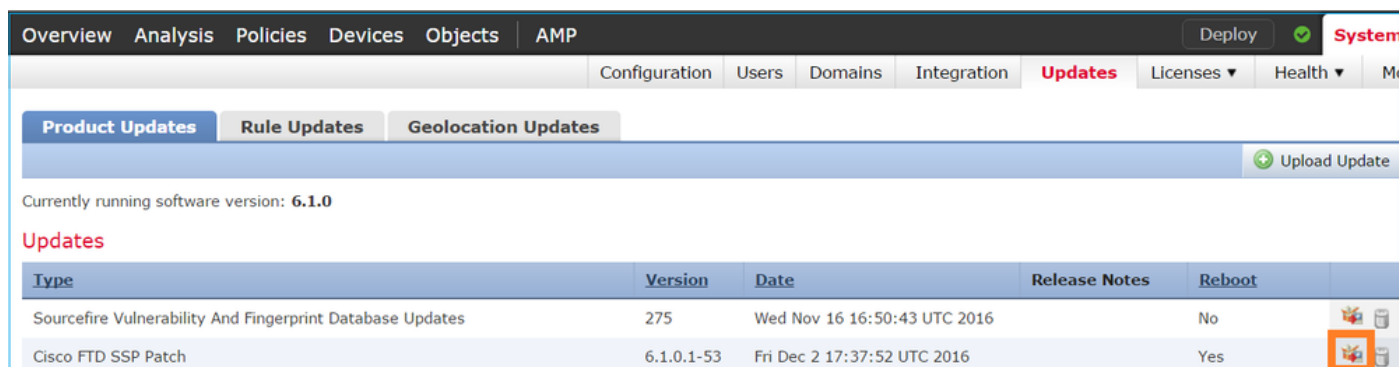 Overview Analysis Policies Devices Objects AMP Deploy System
Configuration Users Domains Integration Updates Licenses ▾ Health ▾
Product Updates Rule Updates Geolocation Updates
Upload Update
Currently running software version: 6.1.0
Updates
Type Version Date Release Notes Reboot
Sourcefire Vulnerability And Fingerprint Database Updates 275 Wed Nov 16 16:50:43 UTC 2016 No
Cisco FTD SSP Patch 6.1.0.1-53 Fri Dec 2 17:37:52 UTC 2016 Yes